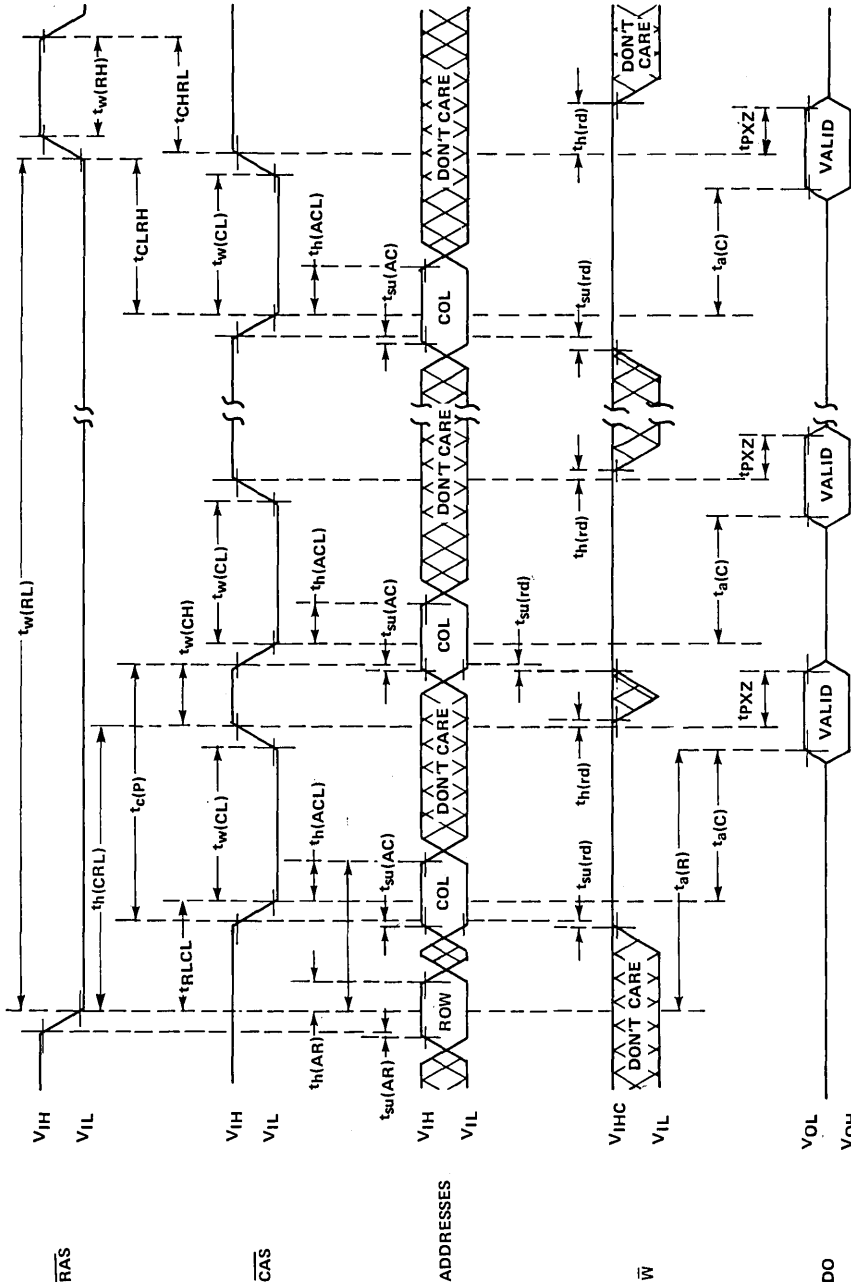 RAS
VIH
VIL
tw(RL)
tw(RH)
th(CRL)
tc(P)
tw(CH)
tCLRH
tCHRL
CAS
VIH
VIL
tRLCL
tw(CL)
tw(CL)
tw(CL)
th(AR)
th(ACL)
th(ACL)
th(ACL)
tsu(AR)
tsu(AC)
tsu(AC)
tsu(AC)
ADDRESSES
VIH
VIL
ROW
COL
DON'T CARE
COL
DON'T CARE
COL
DON'T CARE
tsu(rd)
th(rd)
tsu(rd)
th(rd)
tsu(rd)
th(rd)
W
VIHC
VIL
DON'T CARE
DON'T
CARE
ta(R)
ta(C)
tPXZ
ta(C)
tPXZ
ta(C)
tPXZ
DO
VOL
VOH
VALID
VALID
VALID